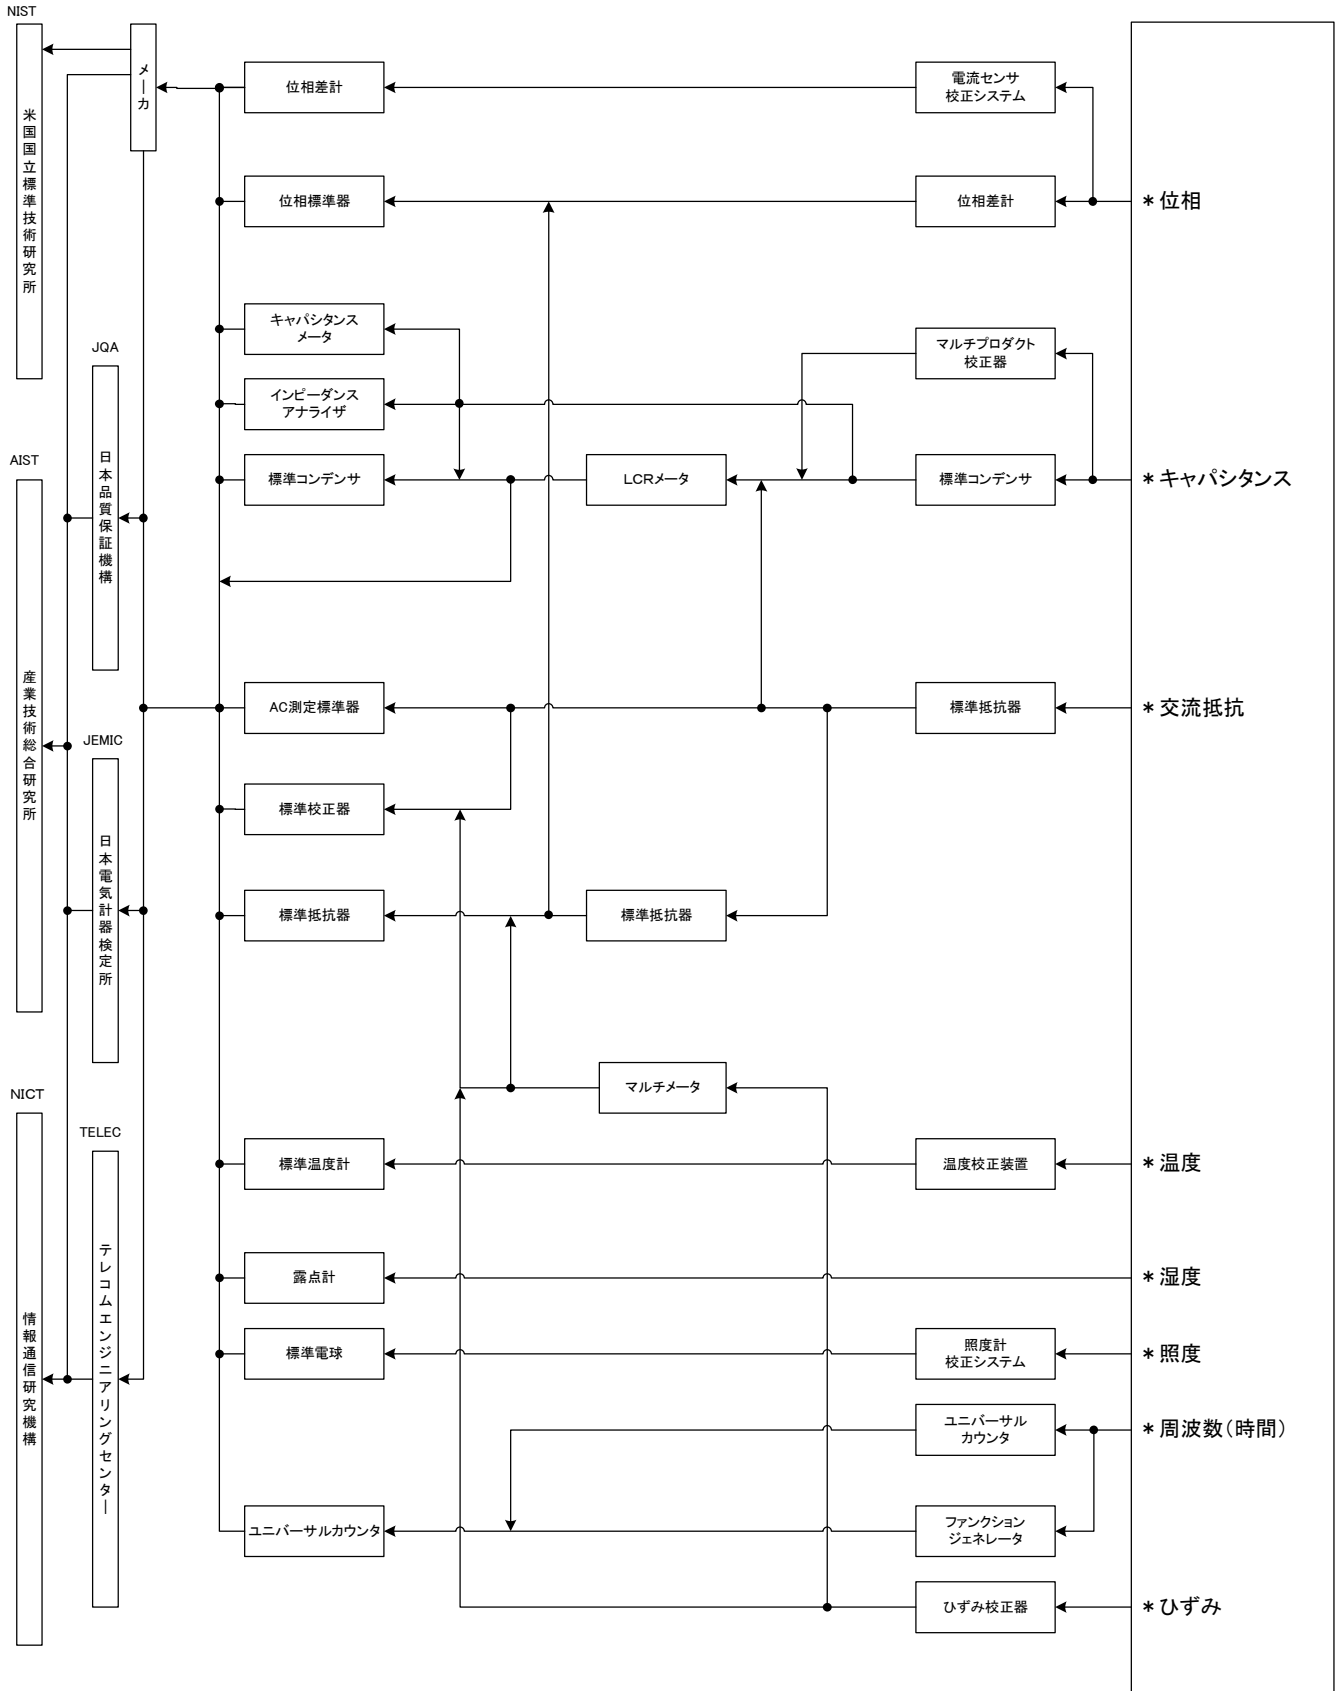 NIST
米国国立標準技術研究所
メーカ
位相差計
電流センサ
校正システム
位相標準器
位相差計
*位相
キャパシタンス
メータ
マルチプロダクト
校正器
JQA
日本品質保証機構
インピーダンス
アナライザ
AIST
産業技術総合研究所
標準コンデンサ
LCRメータ
標準コンデンサ
*キャパシタンス
AC測定標準器
標準抵抗器
*交流抵抗
JEMIC
日本電気計器検定所
標準校正器
標準抵抗器
標準抵抗器
マルチメータ
NICT
情報通信研究機構
TELEC
テレコムエンジニアリングセンター
標準温度計
温度校正装置
*温度
露点計
*湿度
標準電球
照度計
校正システム
*照度
ユニバーサル
カウンタ
*周波数(時間)
ユニバーサルカウンタ
ファンクション
ジェネレータ
ひずみ校正器
*ひずみ